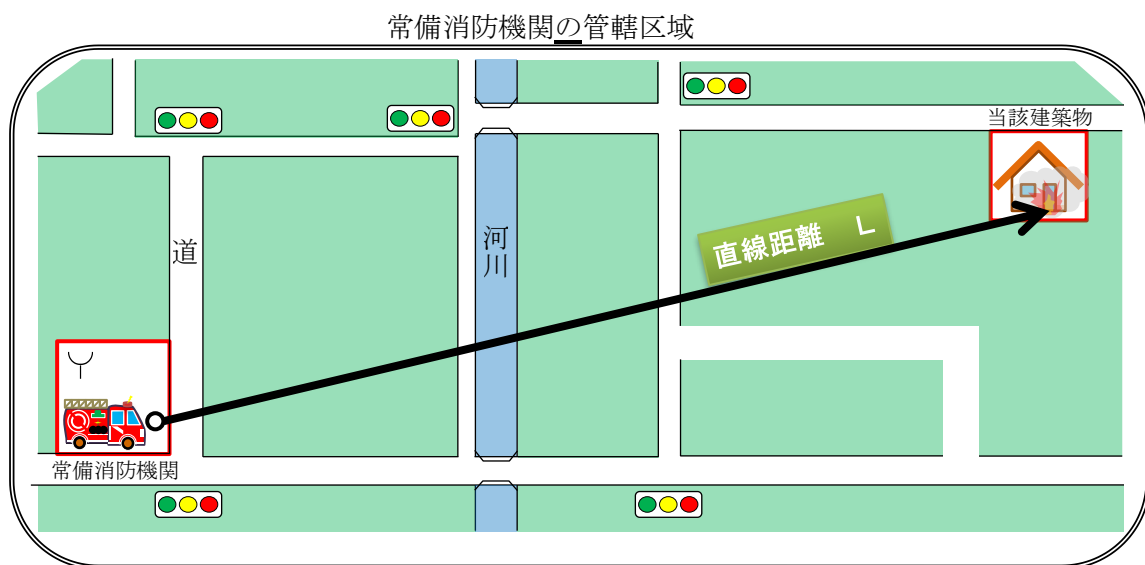 常備消防機関の管轄区域
当該建築物
直線距離　L
道
河川
常備消防機関